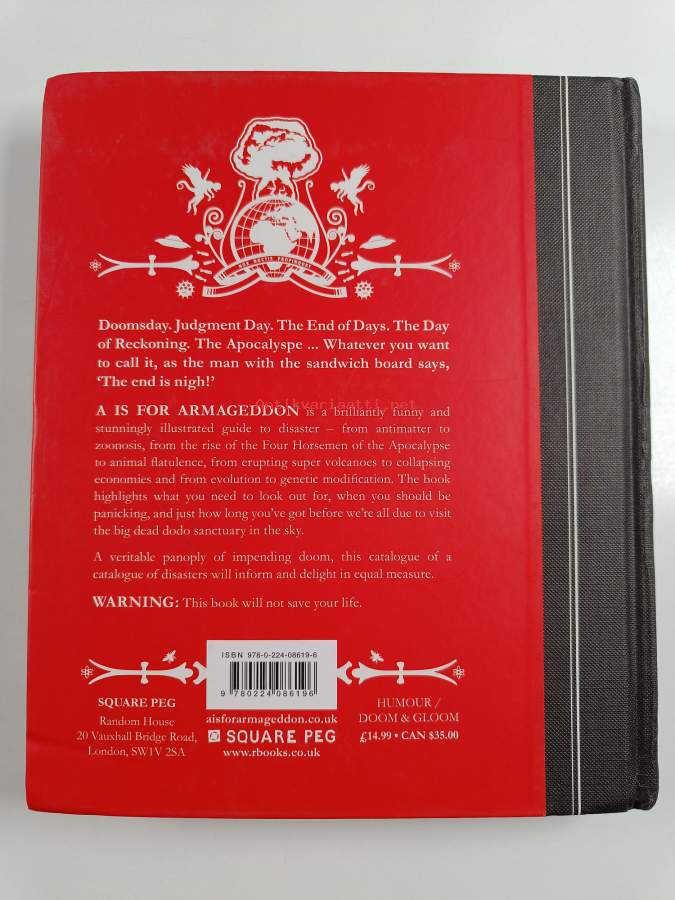 NOX NOCTIS PROPINQUAT
Doomsday. Judgment Day. The End of Days. The Day
of Reckoning. The Apocalyspe ... Whatever you want
to call it, as the man with the sandwich board says,
‘The end is nigh!’
Antikvariaatti.net
A IS FOR ARMAGEDDON is a brilliantly funny and
stunningly illustrated guide to disaster – from antimatter to
zoonosis, from the rise of the Four Horsemen of the Apocalypse
to animal flatulence, from erupting super volcanoes to collapsing
economies and from evolution to genetic modification. The book
highlights what you need to look out for, when you should be
panicking, and just how long you’ve got before we’re all due to visit
the big dead dodo sanctuary in the sky.
A veritable panoply of impending doom, this catalogue of a
catalogue of disasters will inform and delight in equal measure.
WARNING: This book will not save your life.
ISBN 978-0-224-08619-6
9 780224 086196
SQUARE PEG
Random House
20 Vauxhall Bridge Road,
London, SW1V 2SA
aisforarmageddon.co.uk
SQUARE PEG
www.rbooks.co.uk
HUMOUR /
DOOM & GLOOM
£14.99 • CAN $35.00